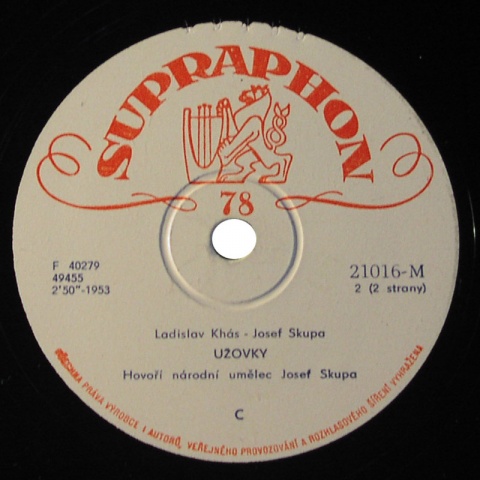 SUPRAPHON
78
F 40279
49455
2'50"-1953
21016-M
2 (2 strany)
Ladislav Khás - Josef Skupa
UŽOVKY
Hovoří národní umělec Josef Skupa
C
VŠECHNA PRÁVA VÝROBCE I AUTORŮ, VEŘEJNÉHO PROVOZOVÁNÍ A ROZHLASOVÉHO ŠÍŘENÍ VYHRAŽENA